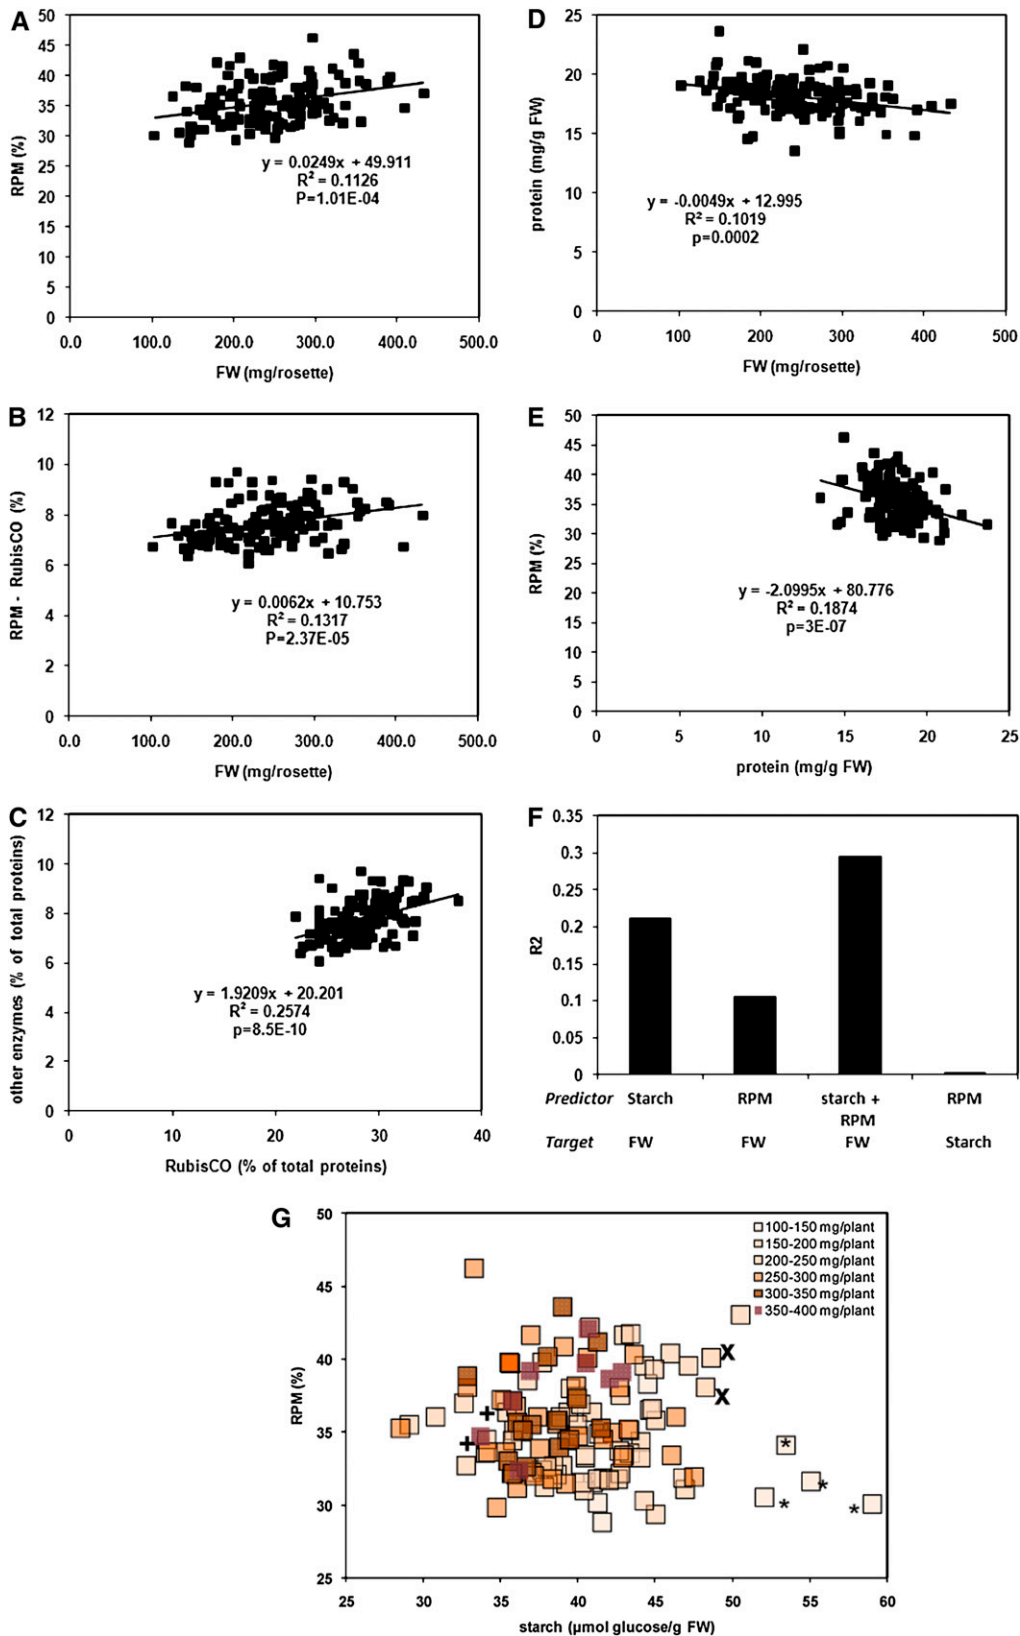 A
50
45
40
35
30
25
20
15
10
5
0
RPM (%)
y = 0.0249x + 49.911
R² = 0.1126
P=1.01E-04
0.0 100.0 200.0 300.0 400.0 500.0
FW (mg/rosette)
D
25
20
15
10
5
0
protein (mg/g FW)
y = -0.0049x + 12.995
R² = 0.1019
p=0.0002
0 100 200 300 400 500
FW (mg/rosette)
B
12
10
8
6
4
2
0
RPM - RubisCO (%)
y = 0.0062x + 10.753
R² = 0.1317
P=2.37E-05
0.0 100.0 200.0 300.0 400.0 500.0
FW (mg/rosette)
E
50
45
40
35
30
25
20
15
10
5
0
RPM (%)
y = -2.0995x + 80.776
R² = 0.1874
p=3E-07
0 5 10 15 20 25
protein (mg/g FW)
C
12
10
8
6
4
2
0
other enzymes (% of total proteins)
y = 1.9209x + 20.201
R² = 0.2574
p=8.5E-10
0 10 20 30 40
RubisCO (% of total proteins)
F
0.35
0.3
0.25
0.2
0.15
0.1
0.05
0
R2
Predictor Starch RPM starch + RPM
RPM
Target FW FW FW Starch
G
50
45
40
35
30
25
RPM (%)
100-150 mg/plant
150-200 mg/plant
200-250 mg/plant
250-300 mg/plant
300-350 mg/plant
350-400 mg/plant
X
X
+
+
*
*
*
*
25 30 35 40 45 50 55 60
starch (µmol glucose/g FW)